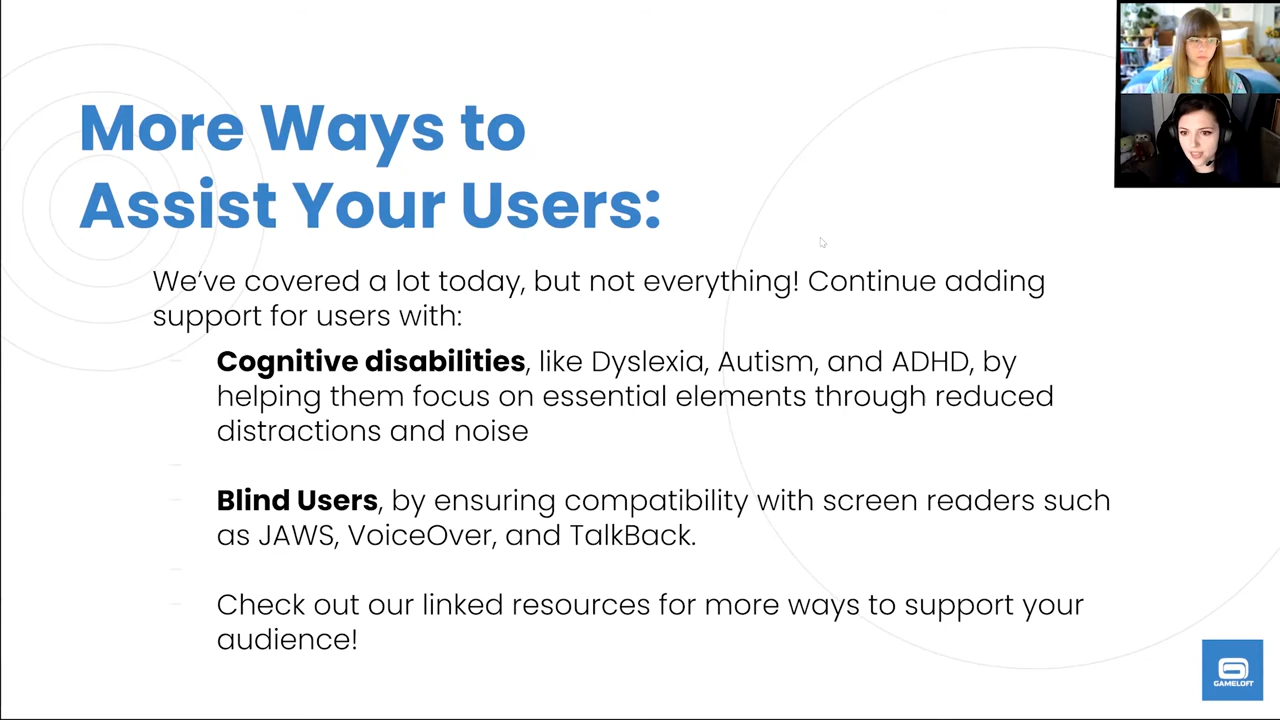 More Ways to
Assist Your Users:
We’ve covered a lot today, but not everything! Continue adding
support for users with:
Cognitive disabilities, like Dyslexia, Autism, and ADHD, by
helping them focus on essential elements through reduced
distractions and noise
Blind Users, by ensuring compatibility with screen readers such
as JAWS, VoiceOver, and TalkBack.
Check out our linked resources for more ways to support your
audience!
GAMELOFT